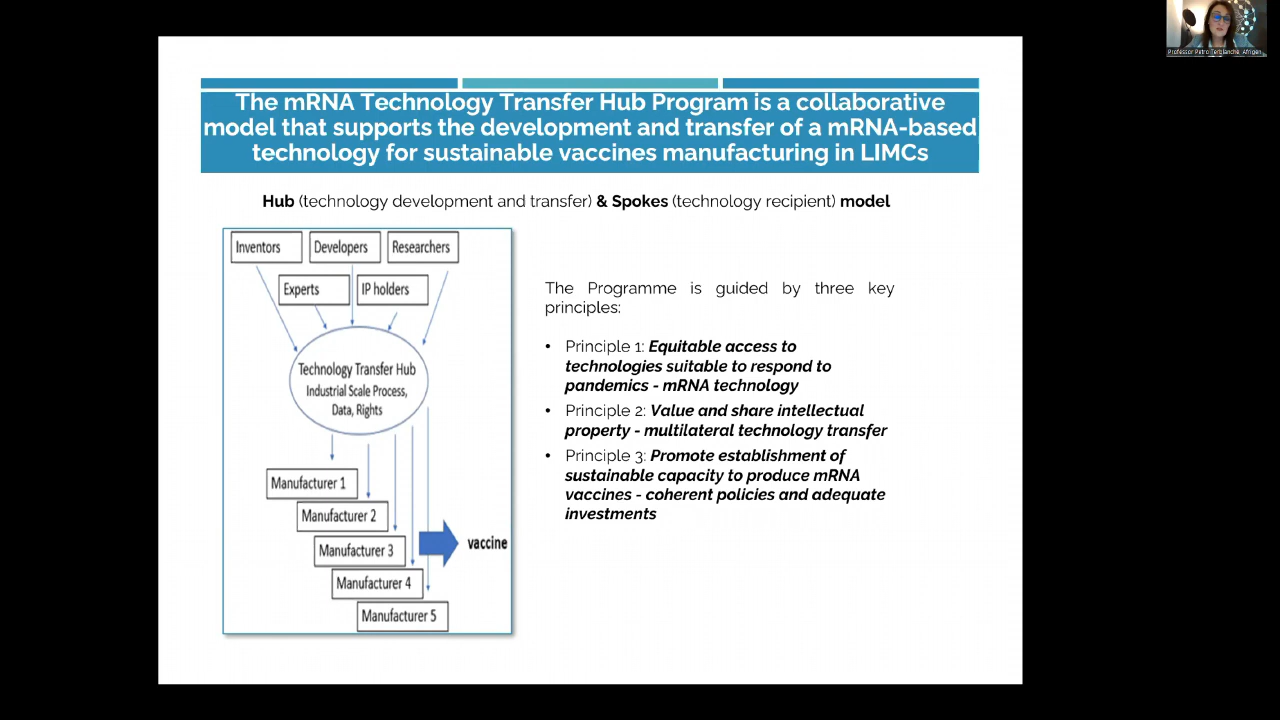 Professor Petro Terblanche, Afrigen
The mRNA Technology Transfer Hub Program is a collaborative
model that supports the development and transfer of a mRNA-based
technology for sustainable vaccines manufacturing in LIMCs
Hub (technology development and transfer) & Spokes (technology recipient) model
Inventors
Developers
Researchers
Experts
IP holders
Technology Transfer Hub
Industrial Scale Process,
Data, Rights
Manufacturer 1
Manufacturer 2
Manufacturer 3
Manufacturer 4
Manufacturer 5
vaccine
The Programme is guided by three key
principles:
• Principle 1: Equitable access to
technologies suitable to respond to
pandemics - mRNA technology
• Principle 2: Value and share intellectual
property - multilateral technology transfer
• Principle 3: Promote establishment of
sustainable capacity to produce mRNA
vaccines - coherent policies and adequate
investments